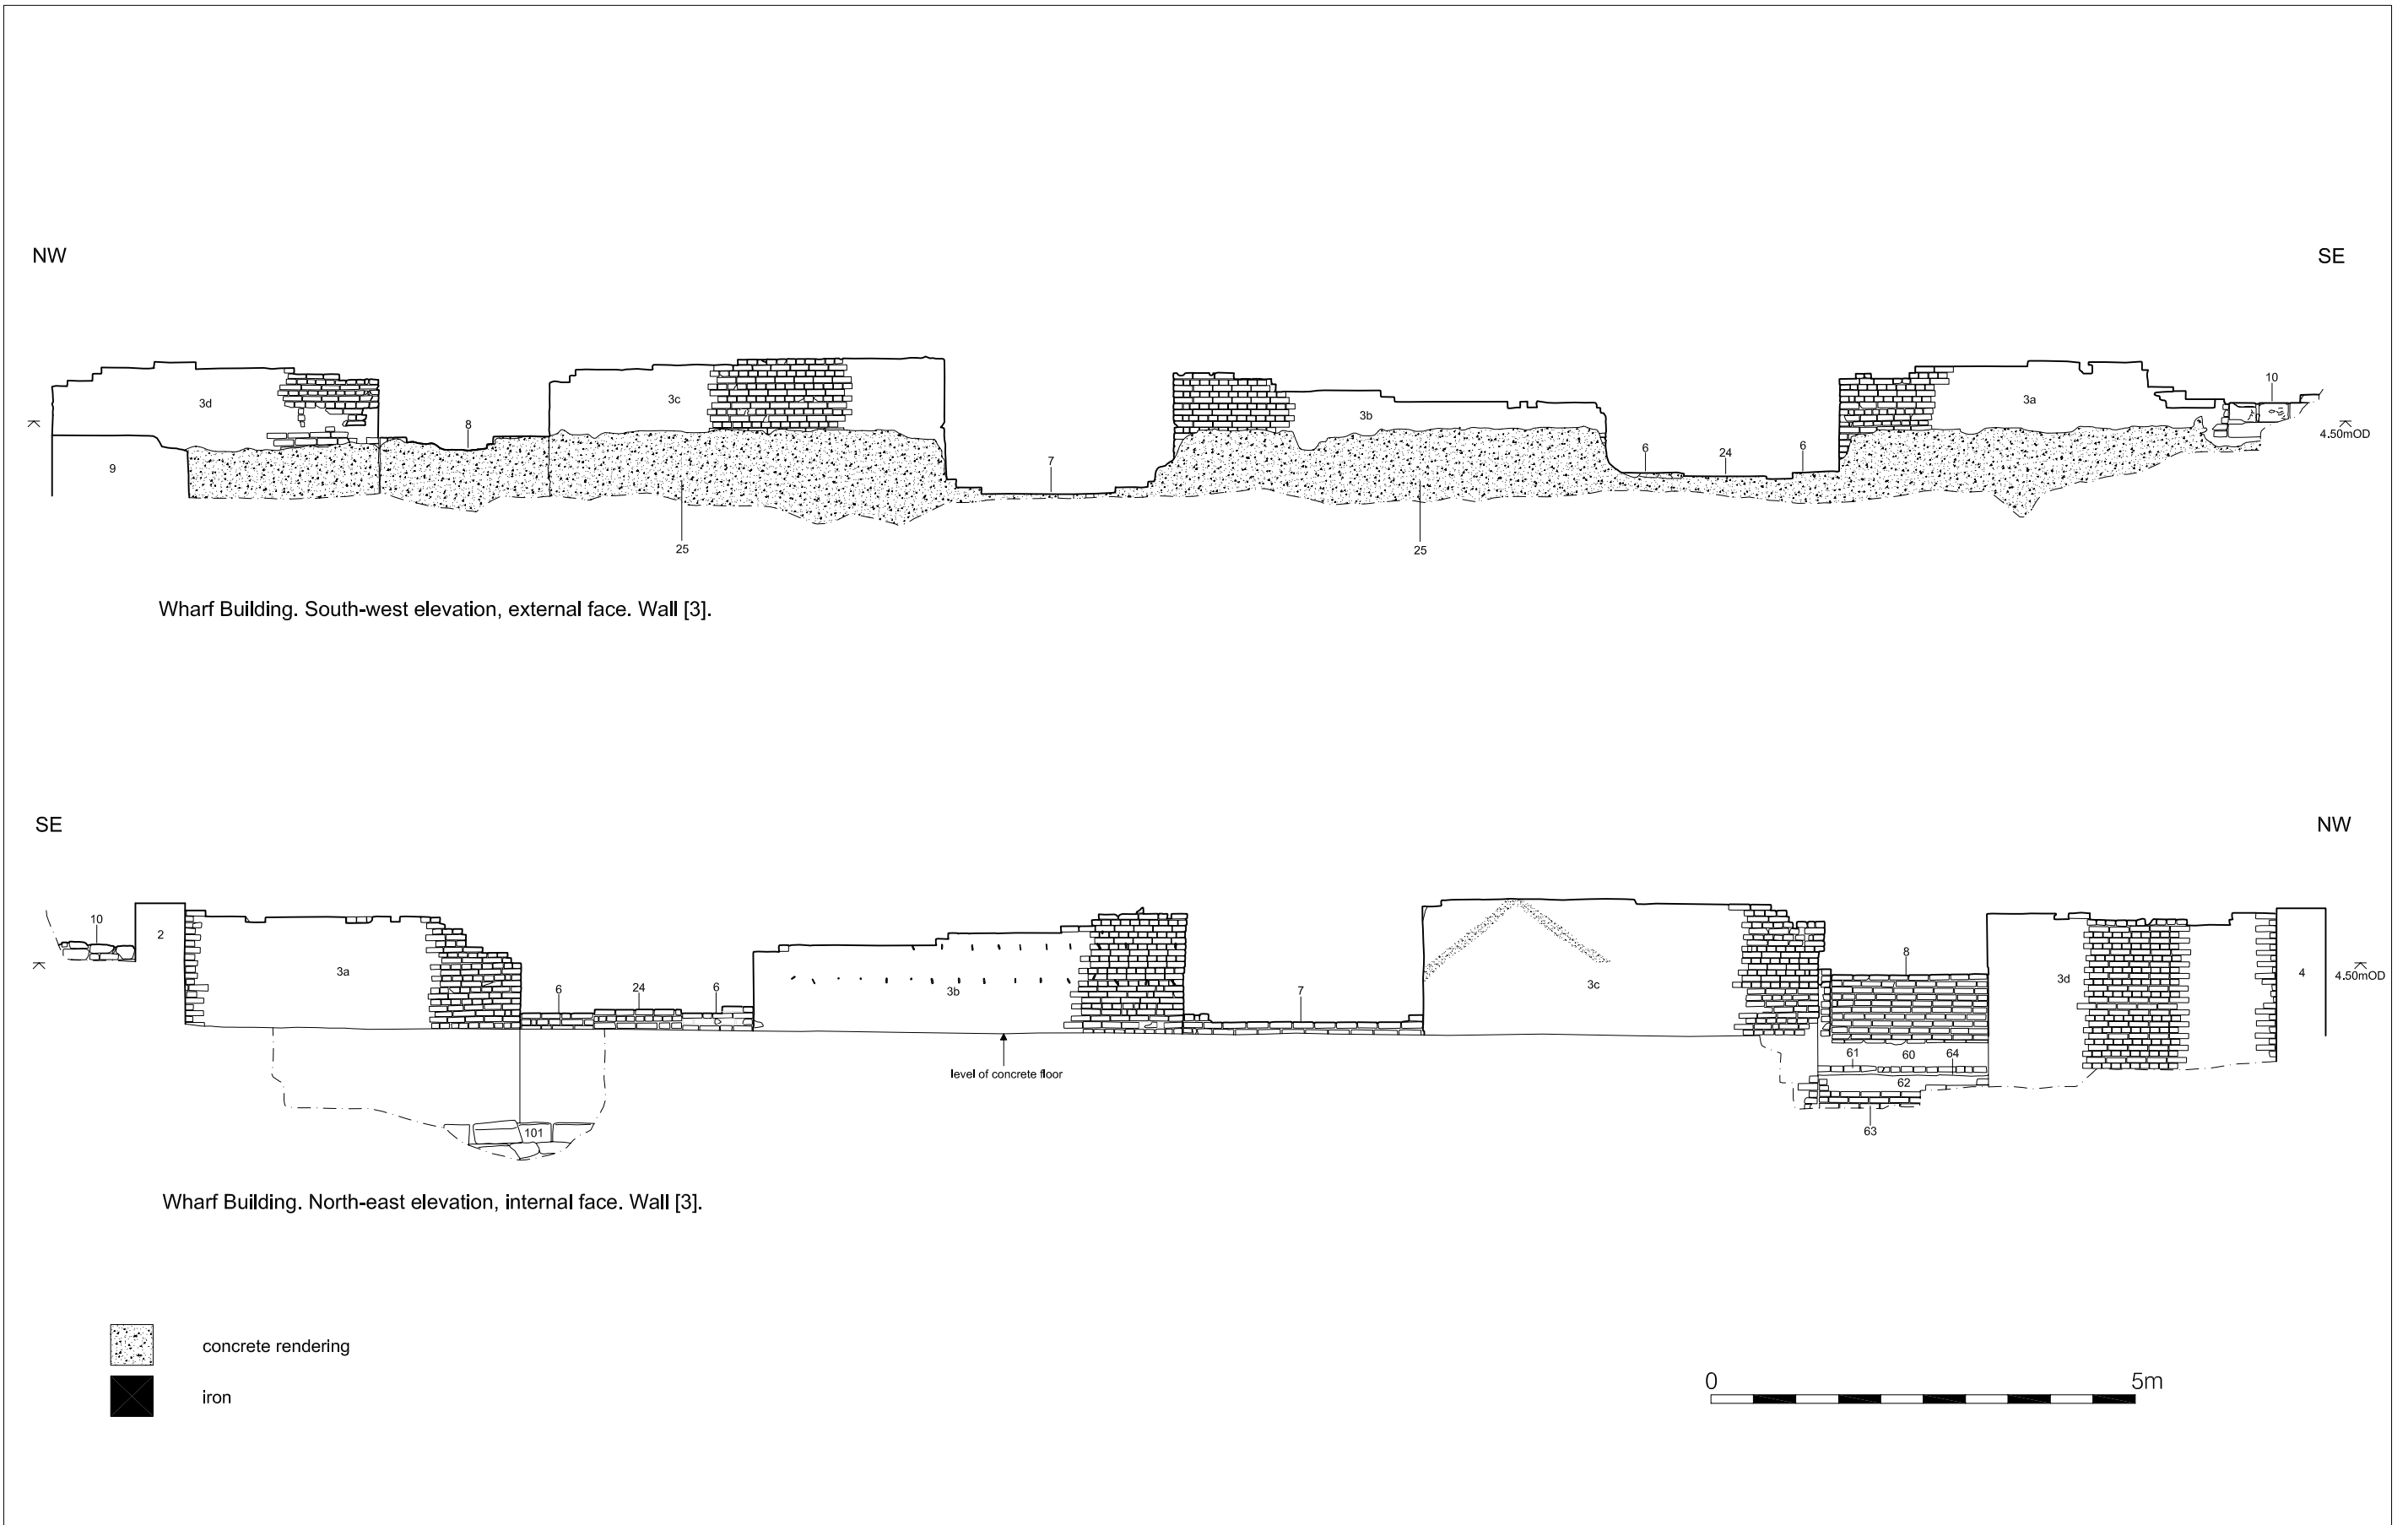 NW SE
3d 8 3c 3b 3a 10
4.50mOD
9 7 6 24 6
25 25
Wharf Building. South-west elevation, external face. Wall [3].
SE NW
10 2 3a 6 24 6 3b 7 3c 8 3d 4 4.50mOD
61 60 64
level of concrete floor
62
101 63
Wharf Building. North-east elevation, internal face. Wall [3].
concrete rendering
0 5m
iron